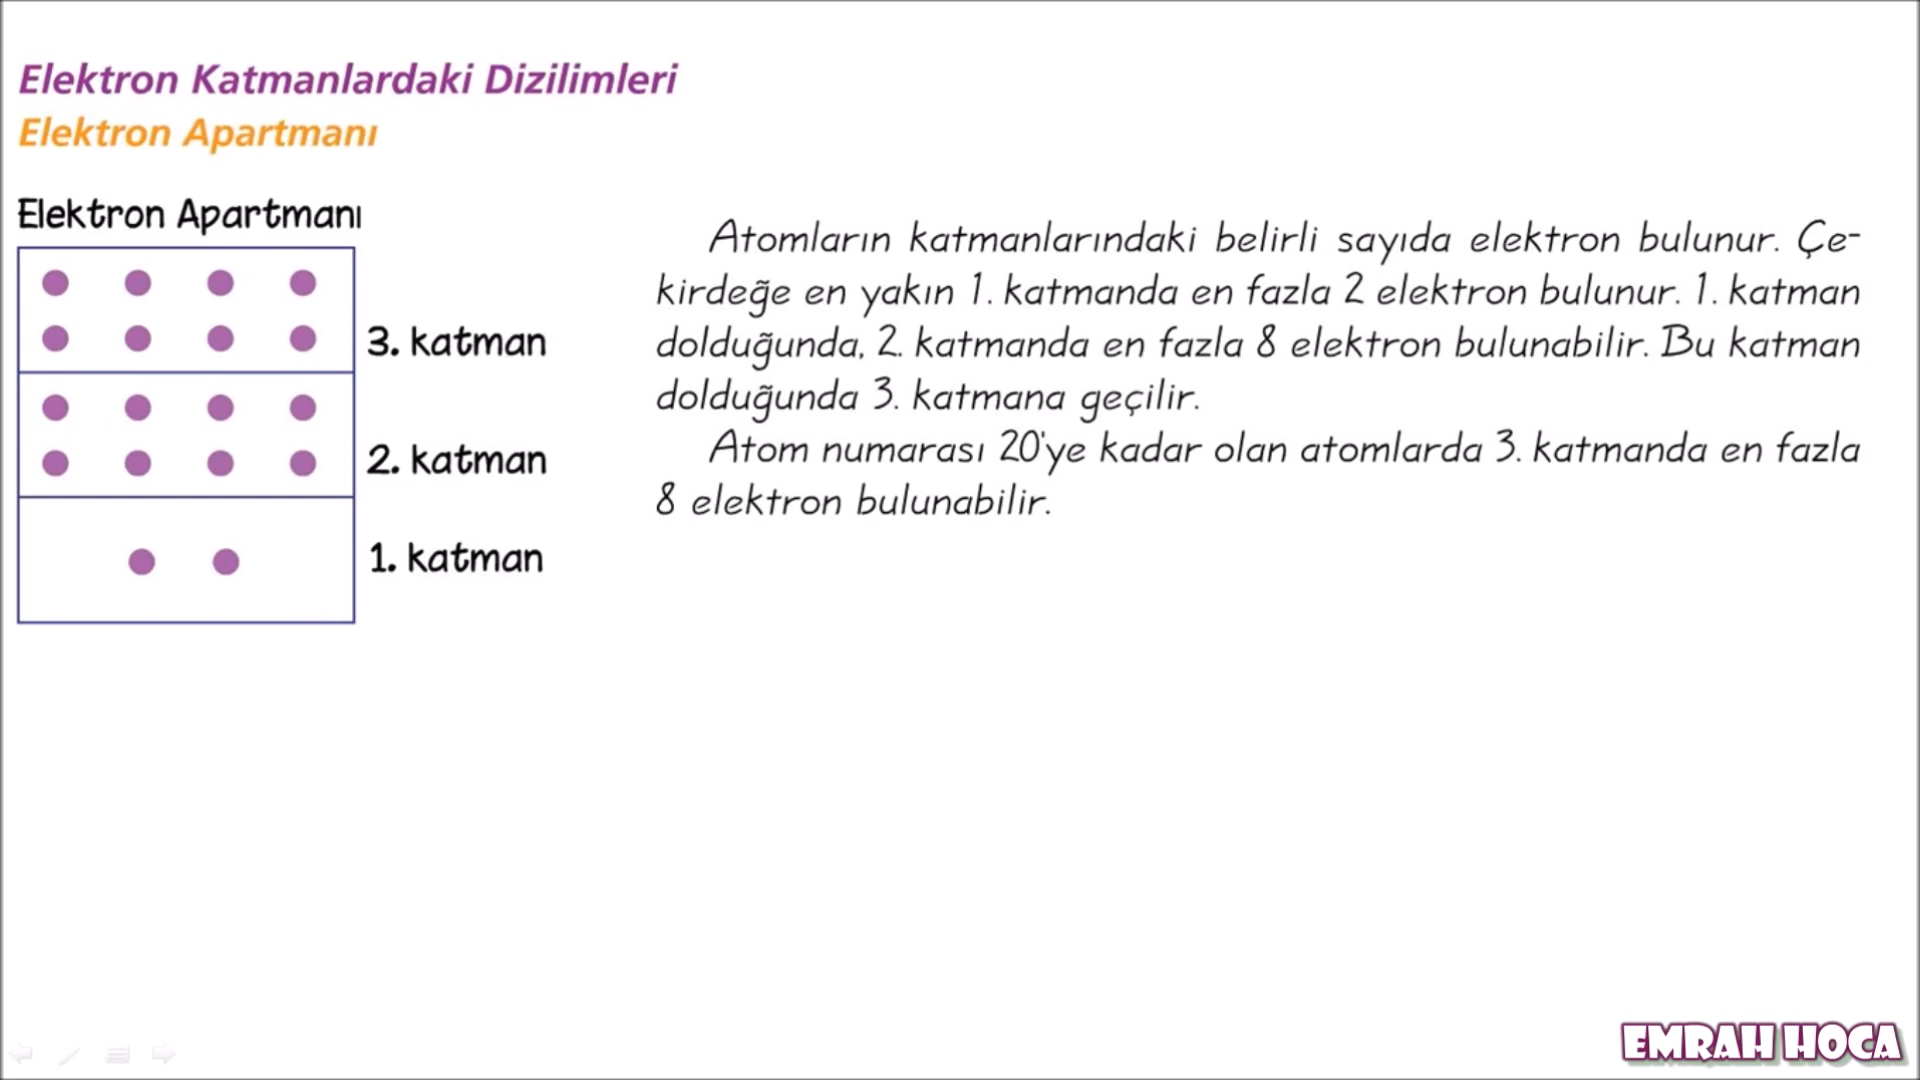 Elektron Katmanlardaki Dizilimleri
Elektron Apartmanı
Elektron Apartmanı
3. katman
2. katman
1. katman
Atomların katmanlarındaki belirli sayıda elektron bulunur. Çe-
kirdeğe en yakın 1. katmanda en fazla 2 elektron bulunur. 1. katman
dolduğunda, 2. katmanda en fazla 8 elektron bulunabilir. Bu katman
dolduğunda 3. katmana geçilir.
Atom numarası 20'ye kadar olan atomlarda 3. katmanda en fazla
8 elektron bulunabilir.
EMRAH HOCA